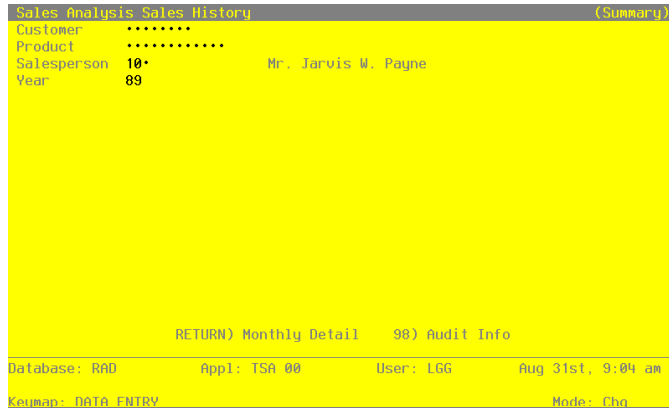 Sales Analysis Sales History (Summary)
Customer ••••••••
Product ••••••••••••
Salesperson 10• Mr. Jarvis W. Payne
Year 89
RETURN) Monthly Detail 98) Audit Info
Database: RAD Appl: TSA 00 User: LGG Aug 31st, 9:04 am
Keymap: DATA ENTRY Mode: Chg